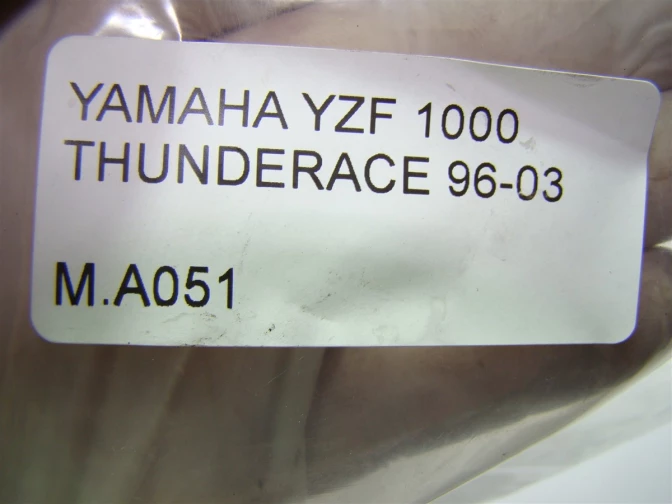 YAMAHA YZF 1000
THUNDERACE 96-03
M.A051